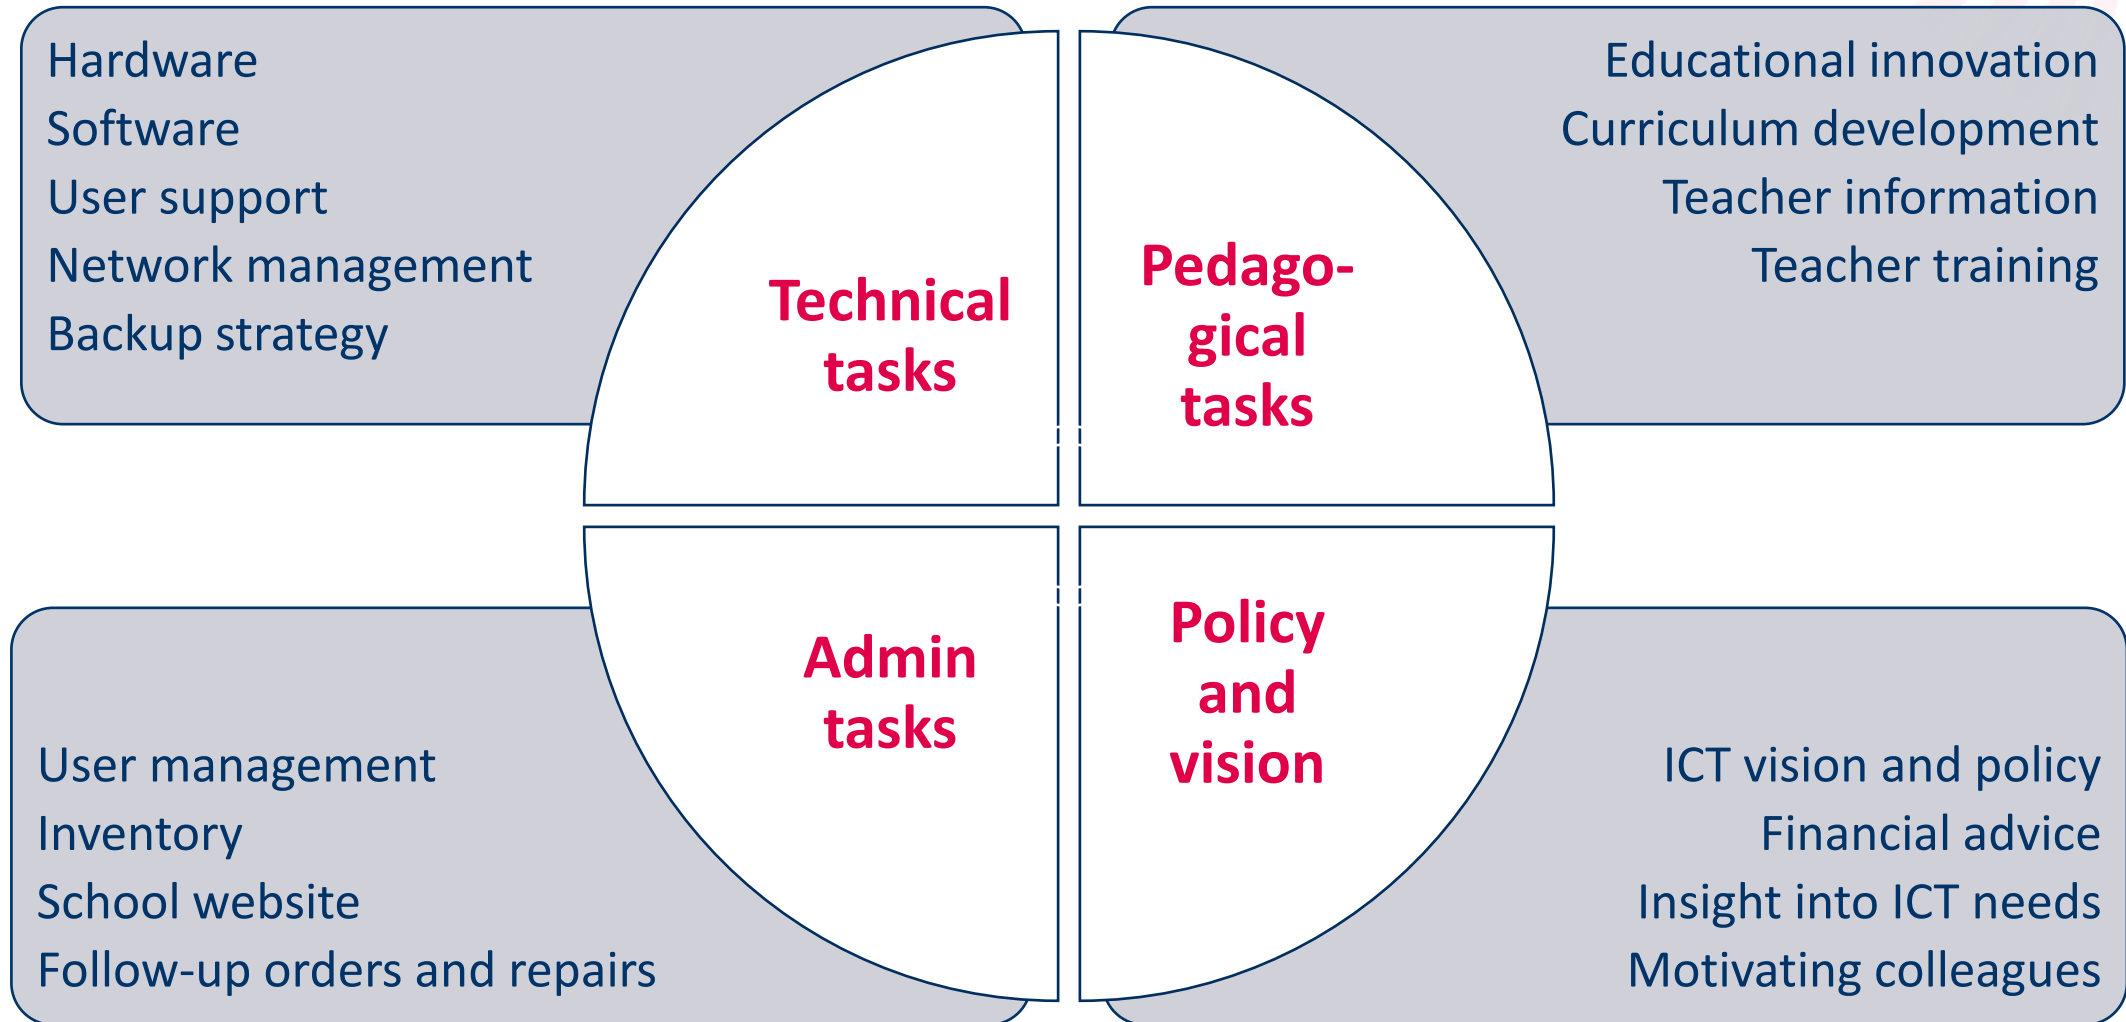 Hardware
Software
User support
Network management
Backup strategy
Technical
tasks
Pedago-
gical
tasks
Educational innovation
Curriculum development
Teacher information
Teacher training
User management
Inventory
School website
Follow-up orders and repairs
Admin
tasks
Policy
and
vision
ICT vision and policy
Financial advice
Insight into ICT needs
Motivating colleagues